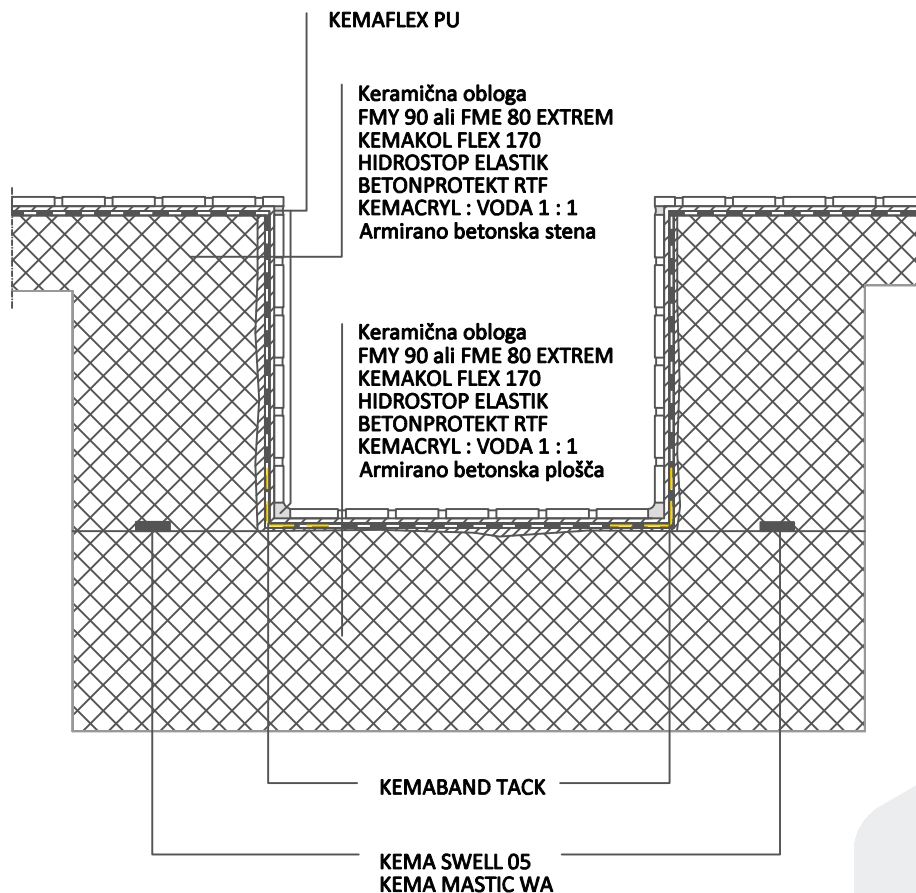 KEMAFLEX PU
Keramična obloga
FMY 90 ali FME 80 EXTREM
KEMAKOL FLEX 170
HIDROSTOP ELASTIK
BETONPROTEKT RTF
KEMACRYL : VODA 1 : 1
Armirano betonska stena
Keramična obloga
FMY 90 ali FME 80 EXTREM
KEMAKOL FLEX 170
HIDROSTOP ELASTIK
BETONPROTEKT RTF
KEMACRYL : VODA 1 : 1
Armirano betonska plošča
KEMABAND TACK
KEMA SWELL 05
KEMA MASTIC WA